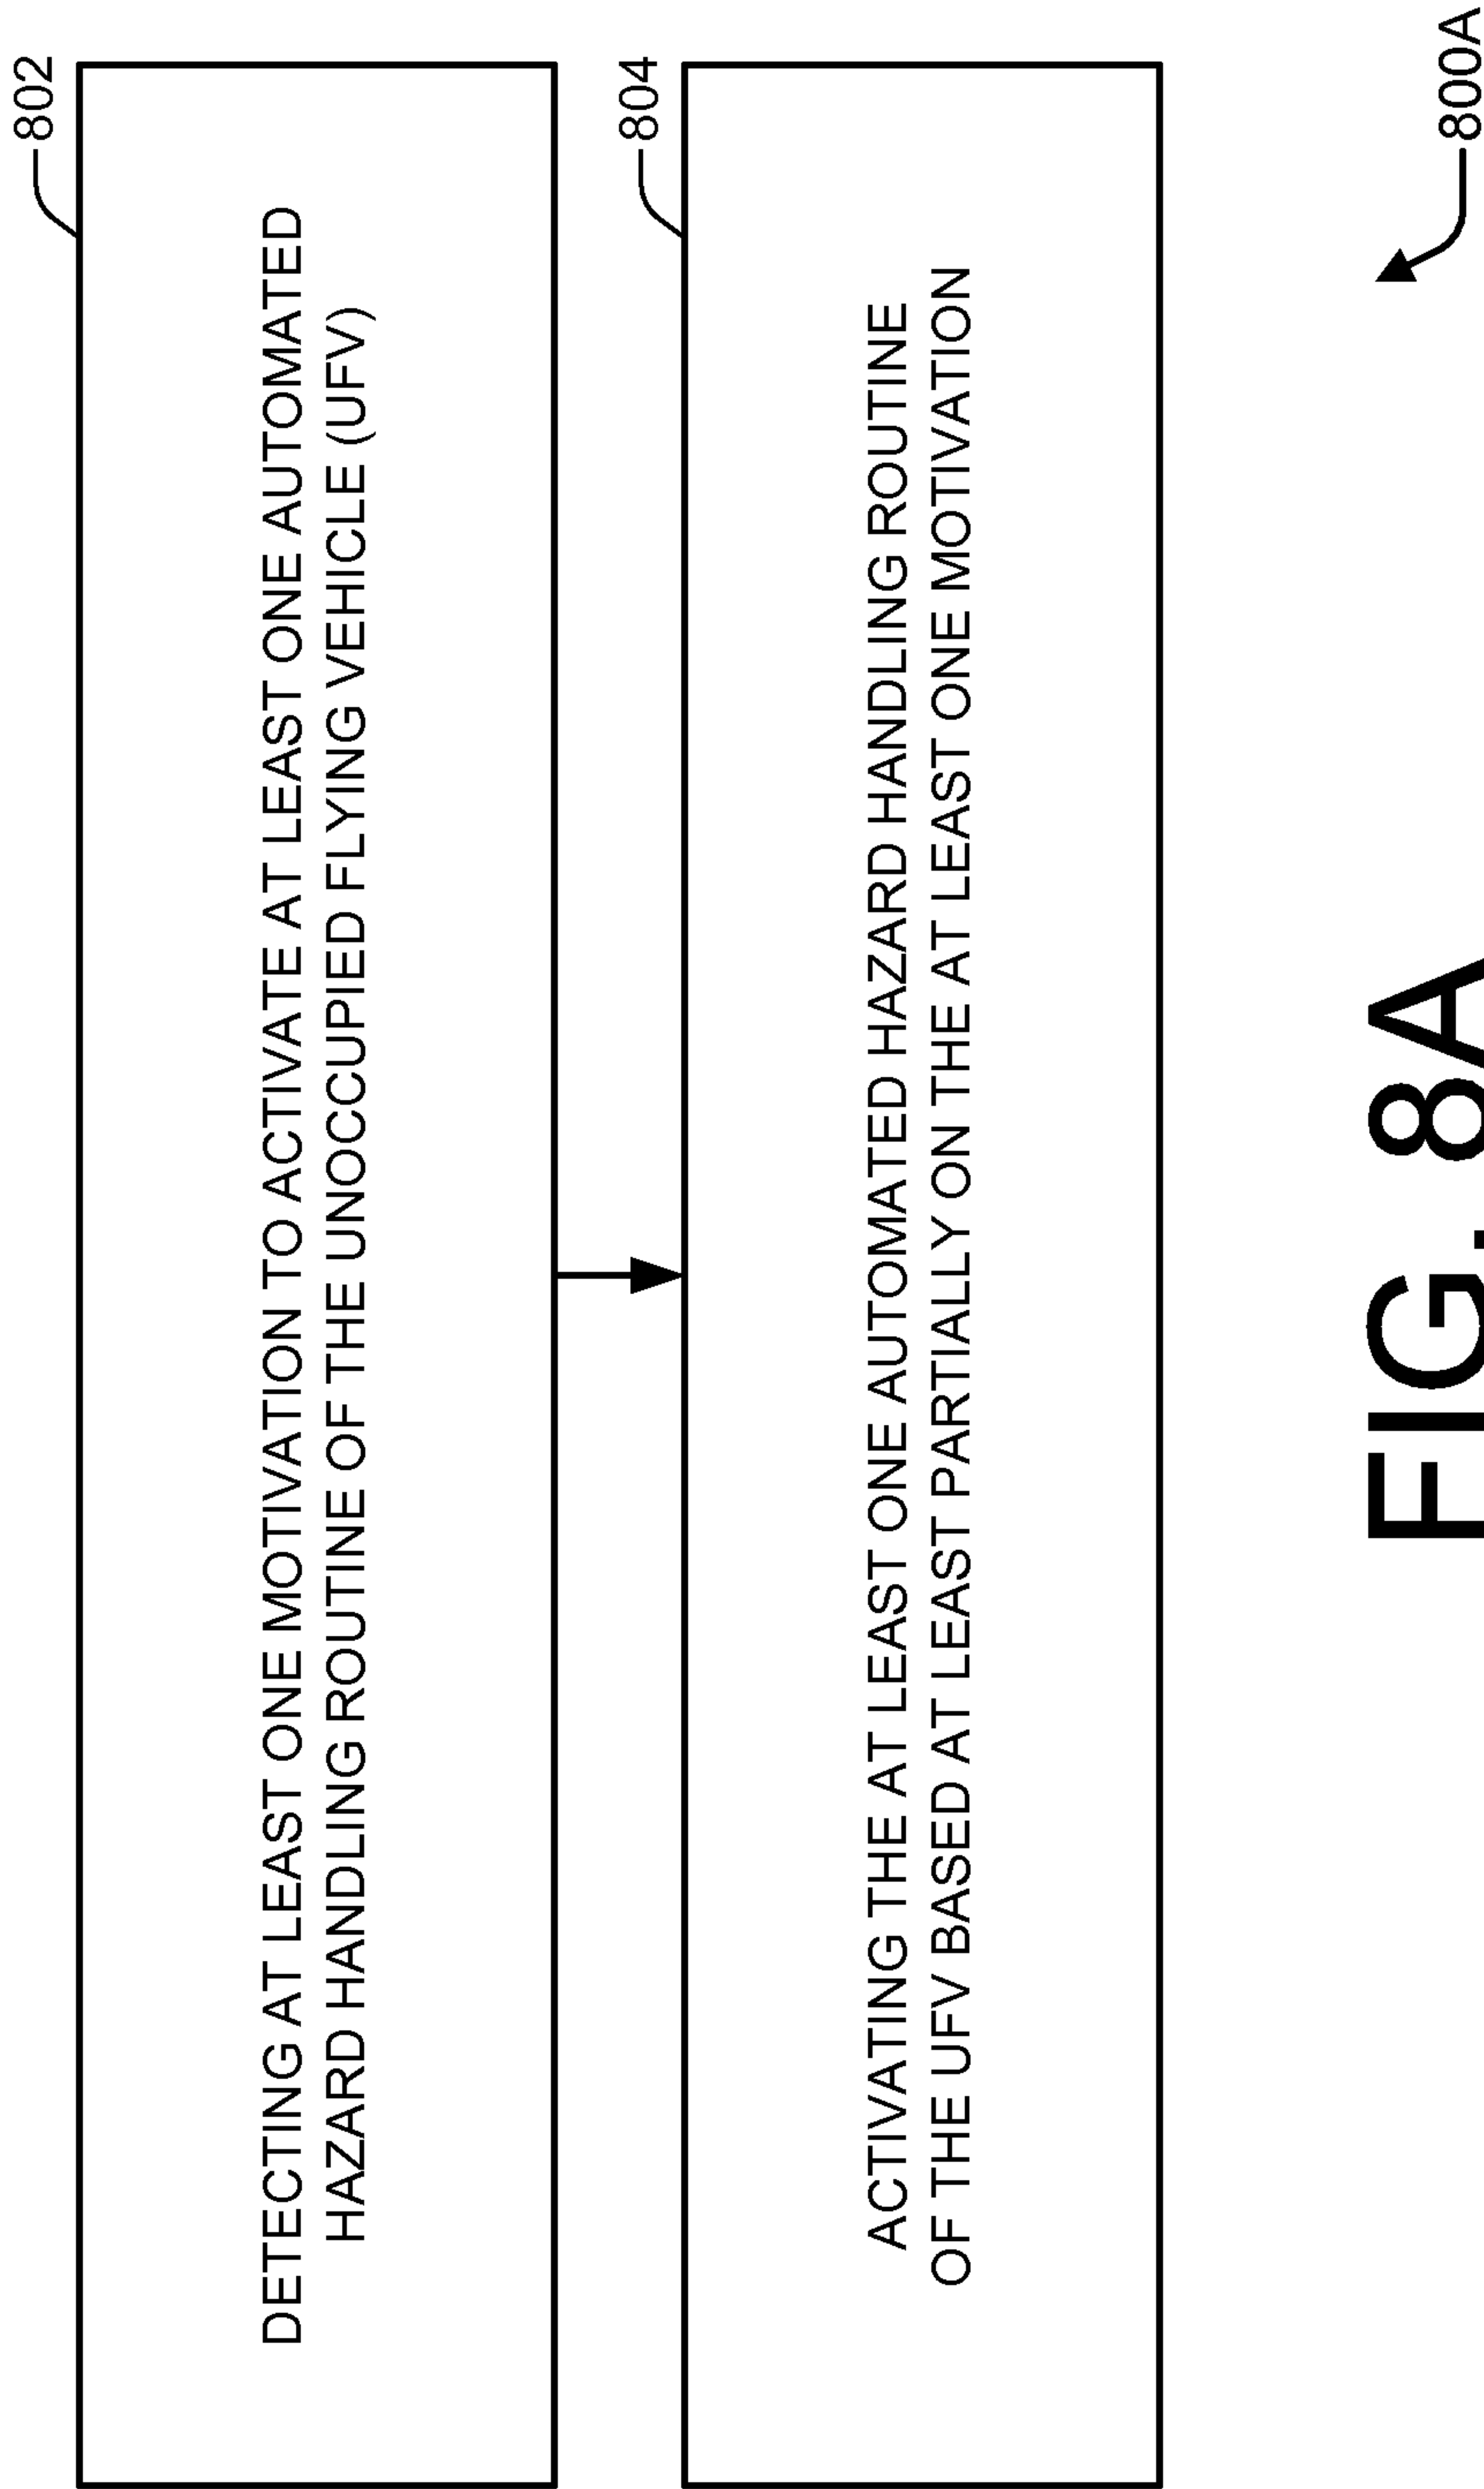 802
DETECTING AT LEAST ONE MOTIVATION TO ACTIVATE AT LEAST ONE AUTOMATED
HAZARD HANDLING ROUTINE OF THE UNOCCUPIED FLYING VEHICLE (UFV)
804
ACTIVATING THE AT LEAST ONE AUTOMATED HAZARD HANDLING ROUTINE
OF THE UFV BASED AT LEAST PARTIALLY ON THE AT LEAST ONE MOTIVATION
800A
FIG. 8A